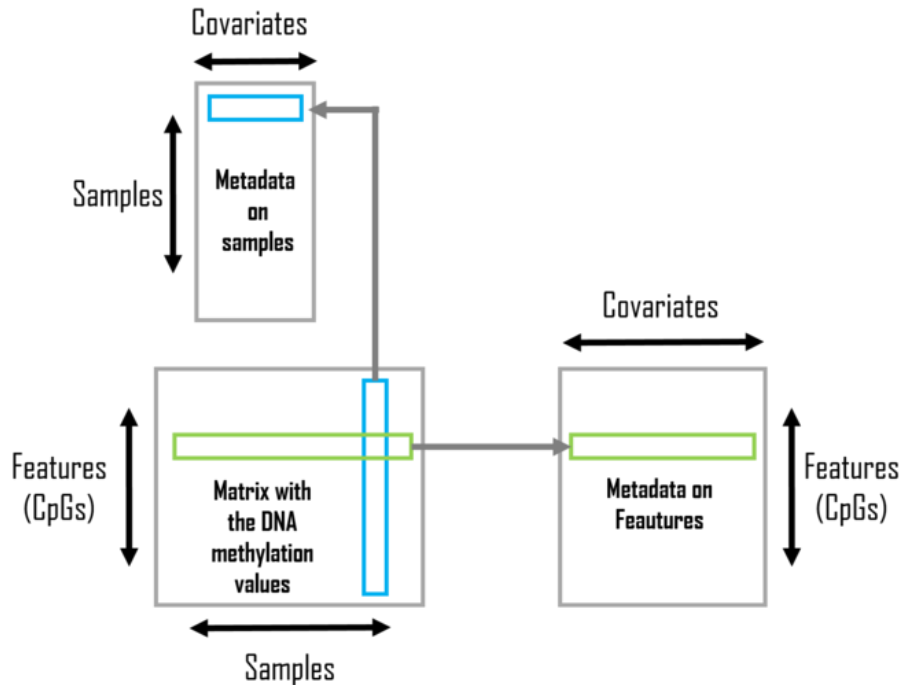 Covariates
Samples
Metadata
on
samples
Covariates
Features
(CpGs)
Matrix with
the DNA
methylation
values
Metadata on
Feautures
Features
(CpGs)
Samples